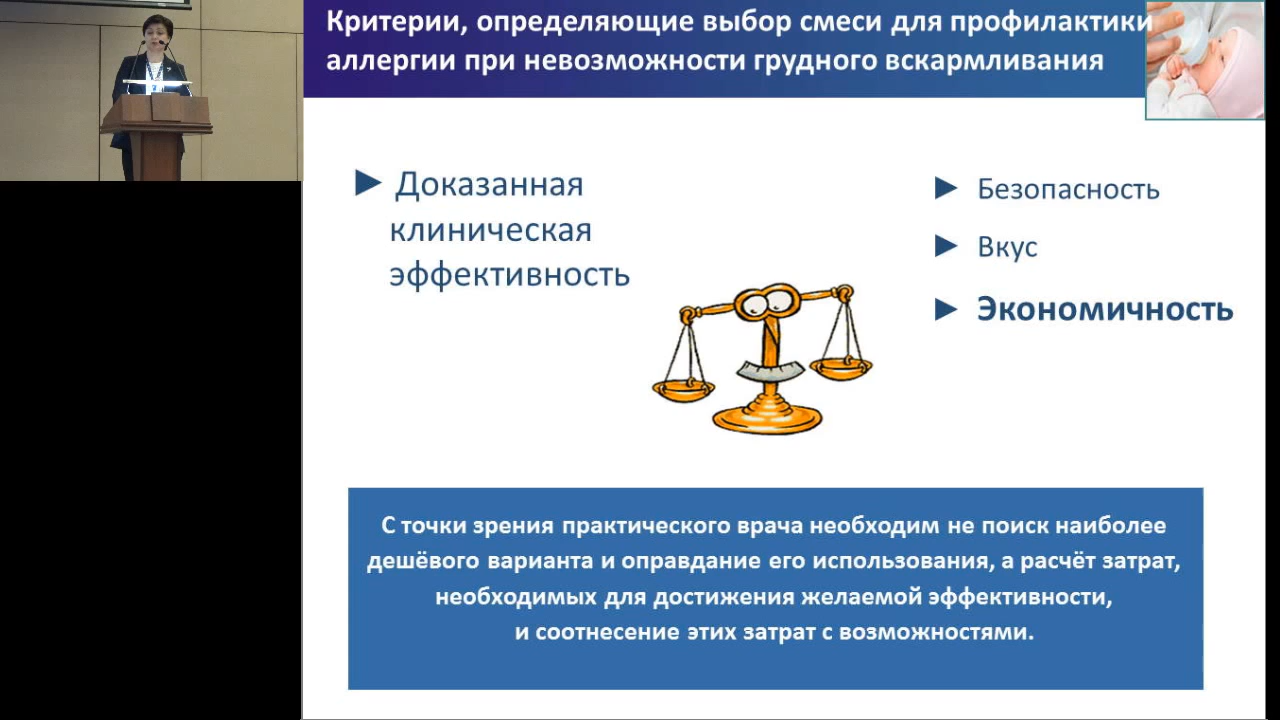 Критерии, определяющие выбор смеси для профилактики
аллергии при невозможности грудного вскармливания
Доказанная
клиническая
эффективность
Безопасность
Вкус
Экономичность
С точки зрения практического врача необходим не поиск наиболее
дешёвого варианта и оправдание его использования, а расчёт затрат,
необходимых для достижения желаемой эффективности,
и соотнесение этих затрат с возможностями.